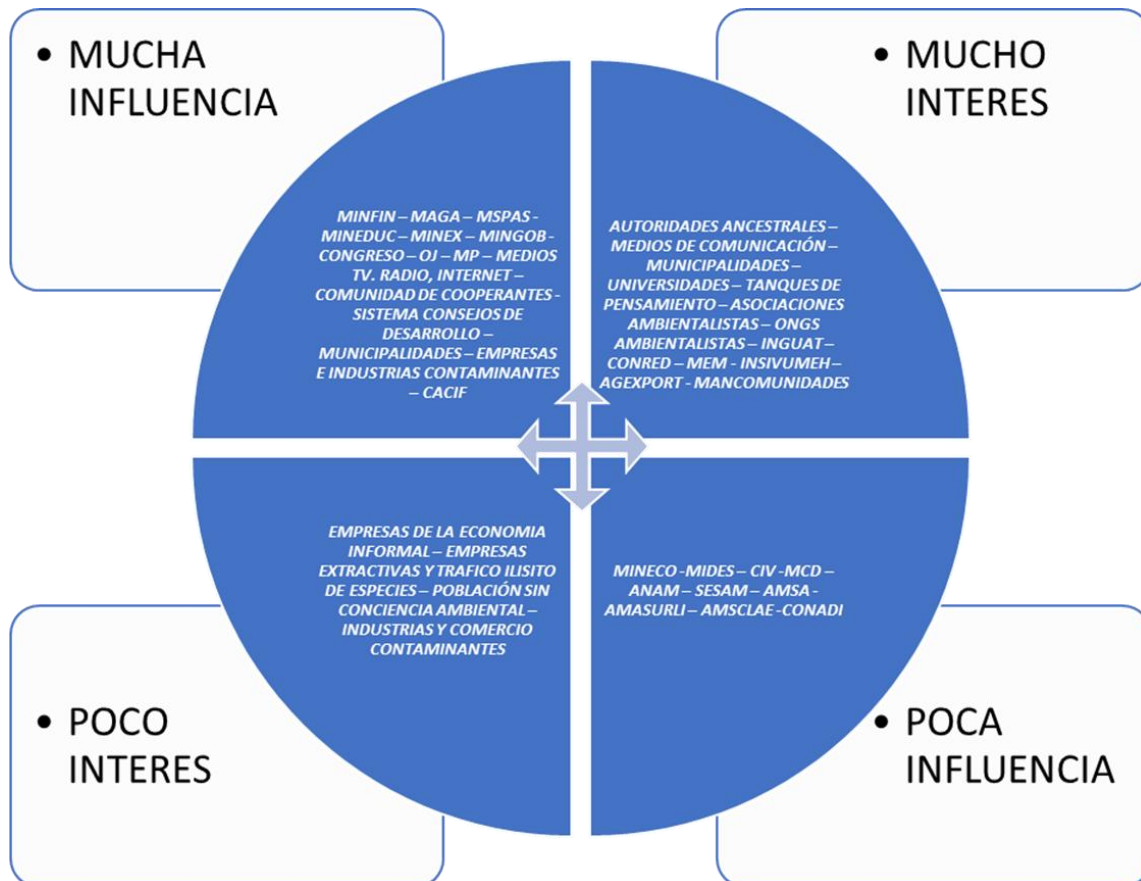 • MUCHA
INFLUENCIA
• MUCHO
INTERES
MINFIN – MAGA – MSPAS -
MINEDUC – MINEX – MINGOB -
CONGRESO – OJ – MP – MEDIOS
TV. RADIO, INTERNET –
COMUNIDAD DE COOPERANTES -
SISTEMA CONSEJOS DE
DESARROLLO –
MUNICIPALIDADES – EMPRESAS
E INDUSTRIAS CONTAMINANTES
– CACIF
AUTORIDADES ANCESTRALES –
MEDIOS DE COMUNICACIÓN –
MUNICIPALIDADES –
UNIVERSIDADES – TANQUES DE
PENSAMIENTO – ASOCIACIONES
AMBIENTALISTAS – ONGS
AMBIENTALISTAS – INGUAT –
CONRED – MEM - INSIVUMEH –
AGEXPORT - MANCOMUNIDADES
EMPRESAS DE LA ECONOMIA
INFORMAL – EMPRESAS
EXTRACTIVAS Y TRAFICO ILISITO
DE ESPECIES – POBLACIÓN SIN
CONCIENCIA AMBIENTAL –
INDUSTRIAS Y COMERCIO
CONTAMINANTES
MINECO -MIDES – CIV -MCD –
ANAM – SESAM – AMSA -
AMASURLI – AMSCLAE -CONADI
• POCO
INTERES
• POCA
INFLUENCIA